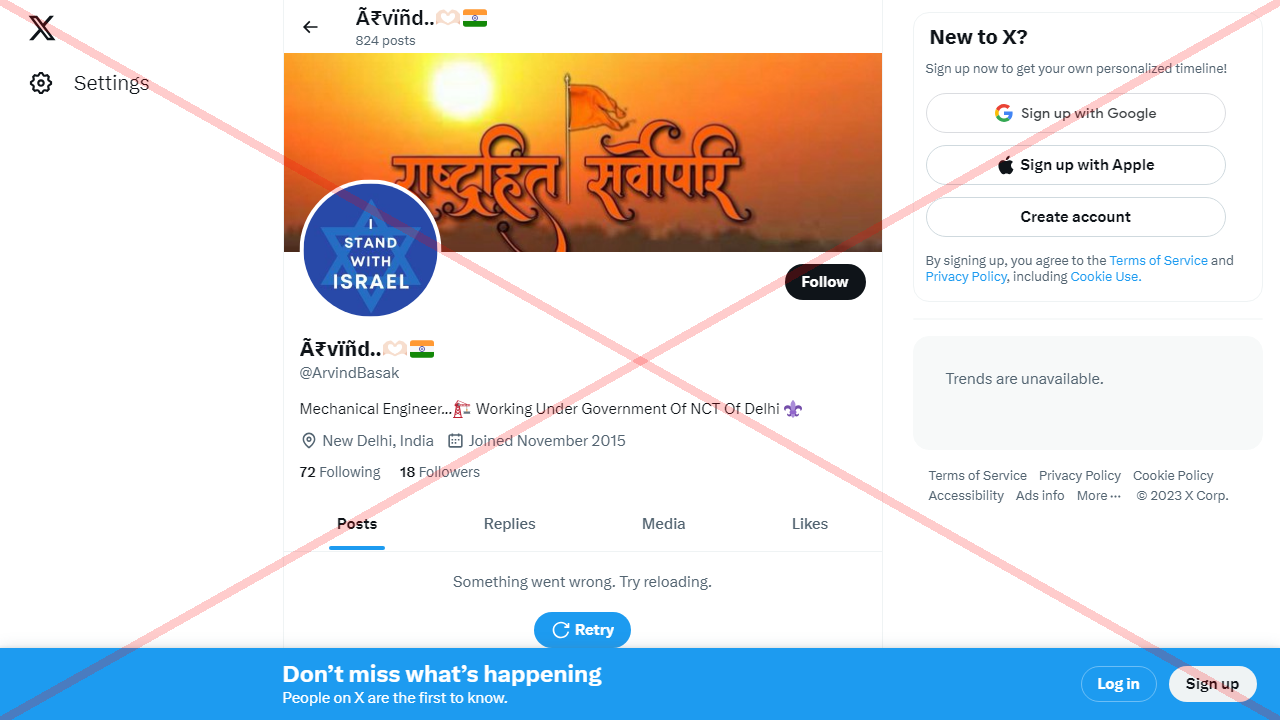 Settings
Ã₹vïñd..🫶🏻🇮🇳
824 posts
राष्ट्रहित सर्वोपरि
I
STAND
WITH
ISRAEL
Follow
Ã₹vïñd..🫶🏻🇮🇳
@ArvindBasak
Mechanical Engineer...🏗️ Working Under Government Of NCT Of Delhi ⚜️
New Delhi, India Joined November 2015
72 Following 18 Followers
Posts Replies Media Likes
Something went wrong. Try reloading.
Retry
New to X?
Sign up now to get your own personalized timeline!
Sign up with Google
Sign up with Apple
Create account
By signing up, you agree to the Terms of Service and
Privacy Policy, including Cookie Use.
Trends are unavailable.
Terms of Service Privacy Policy Cookie Policy
Accessibility Ads info More ··· © 2023 X Corp.
Don’t miss what’s happening
People on X are the first to know.
Log in Sign up